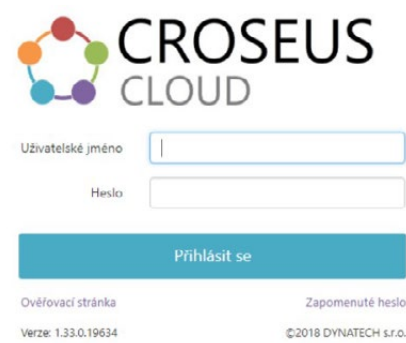 CROSEUS
CLOUD
Uživatelské jméno
Heslo
Přihlásit se
Ověřovací stránka Zapomenuté heslo
Verze: 1.33.0.19634 ©2018 DYNATECH s.r.o.